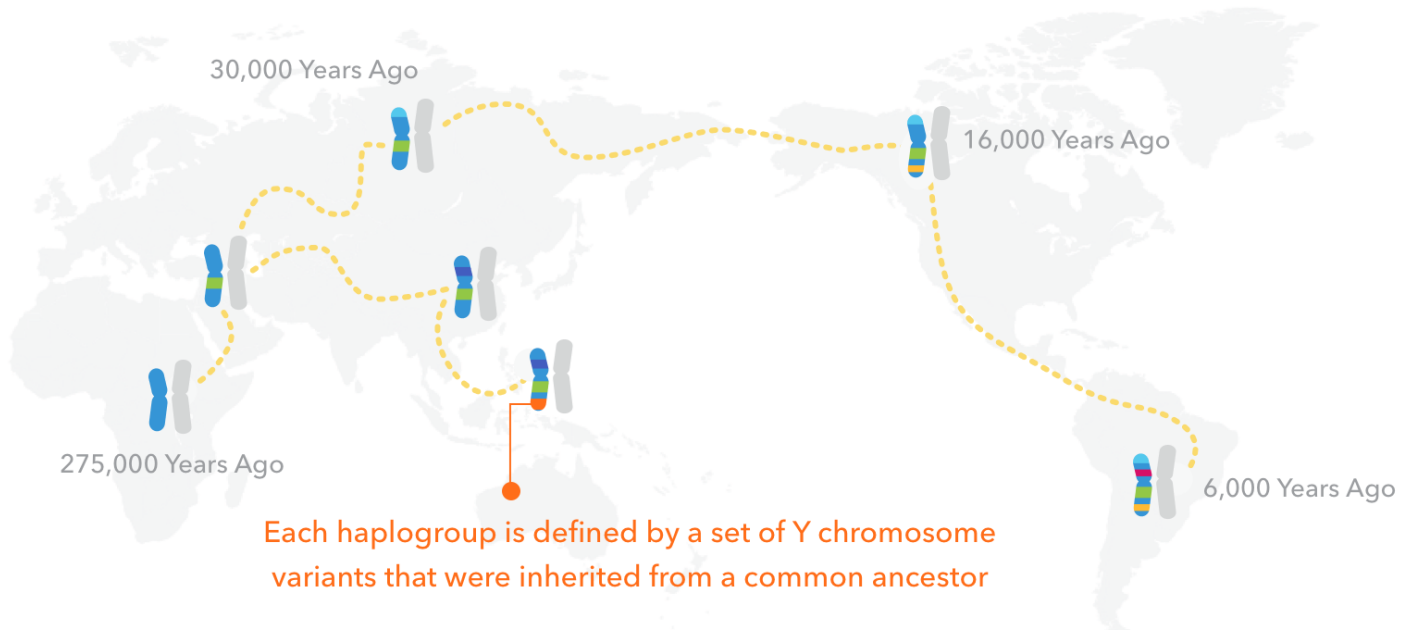 30,000 Years Ago
16,000 Years Ago
275,000 Years Ago
6,000 Years Ago
Each haplogroup is defined by a set of Y chromosome
variants that were inherited from a common ancestor